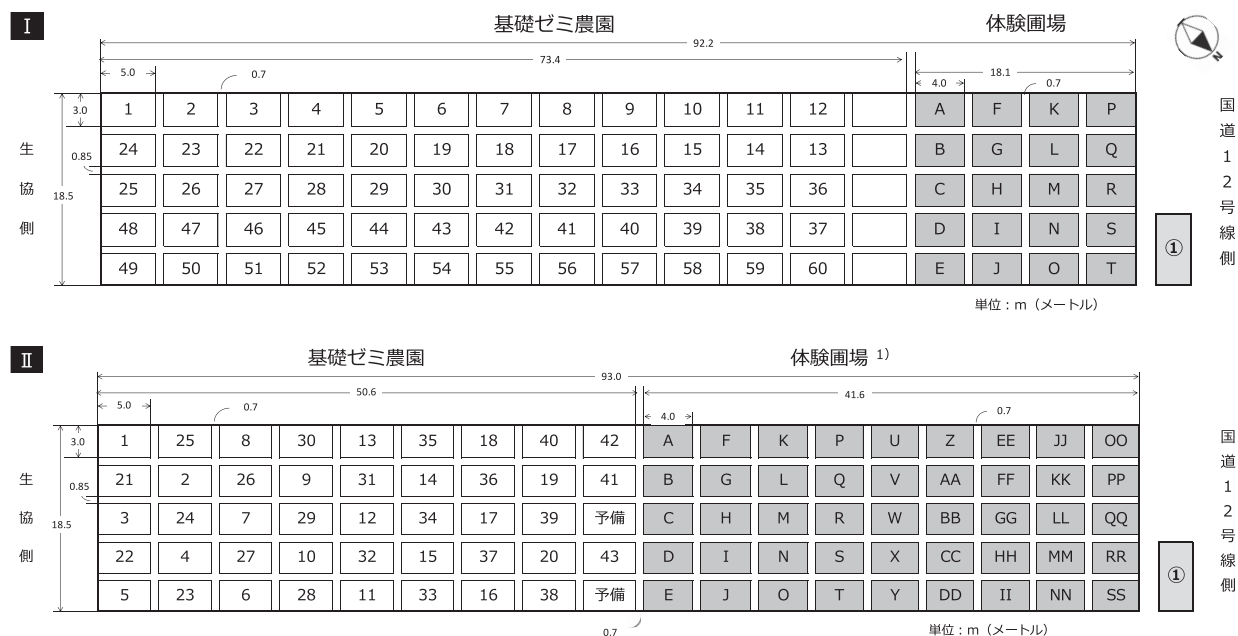 I
基礎ゼミ農園 体験圃場
92.2
73.4
18.1
5.0 0.7 4.0 0.7
3.0 1 2 3 4 5 6 7 8 9 10 11 12 A F K P
24 23 22 21 20 19 18 17 16 15 14 13 B G L Q
0.85
18.5 25 26 27 28 29 30 31 32 33 34 35 36 C H M R
48 47 46 45 44 43 42 41 40 39 38 37 D I N S
49 50 51 52 53 54 55 56 57 58 59 60 E J O T
生協側
①
国道12号線側
N
単位：m（メートル）
II
基礎ゼミ農園 体験圃場 1)
93.0
50.6 41.6
5.0 0.7 4.0 0.7
3.0 1 25 8 30 13 35 18 40 42 A F K P U Z EE JJ OO
21 2 26 9 31 14 36 19 41 B G L Q V AA FF KK PP
0.85
18.5 3 24 7 29 12 34 17 39 予備 C H M R W BB GG LL QQ
22 4 27 10 32 15 37 20 43 D I N S X CC HH MM RR
5 23 6 28 11 33 16 38 予備 E J O T Y DD II NN SS
生協側
①
国道12号線側
0.7
単位：m（メートル）